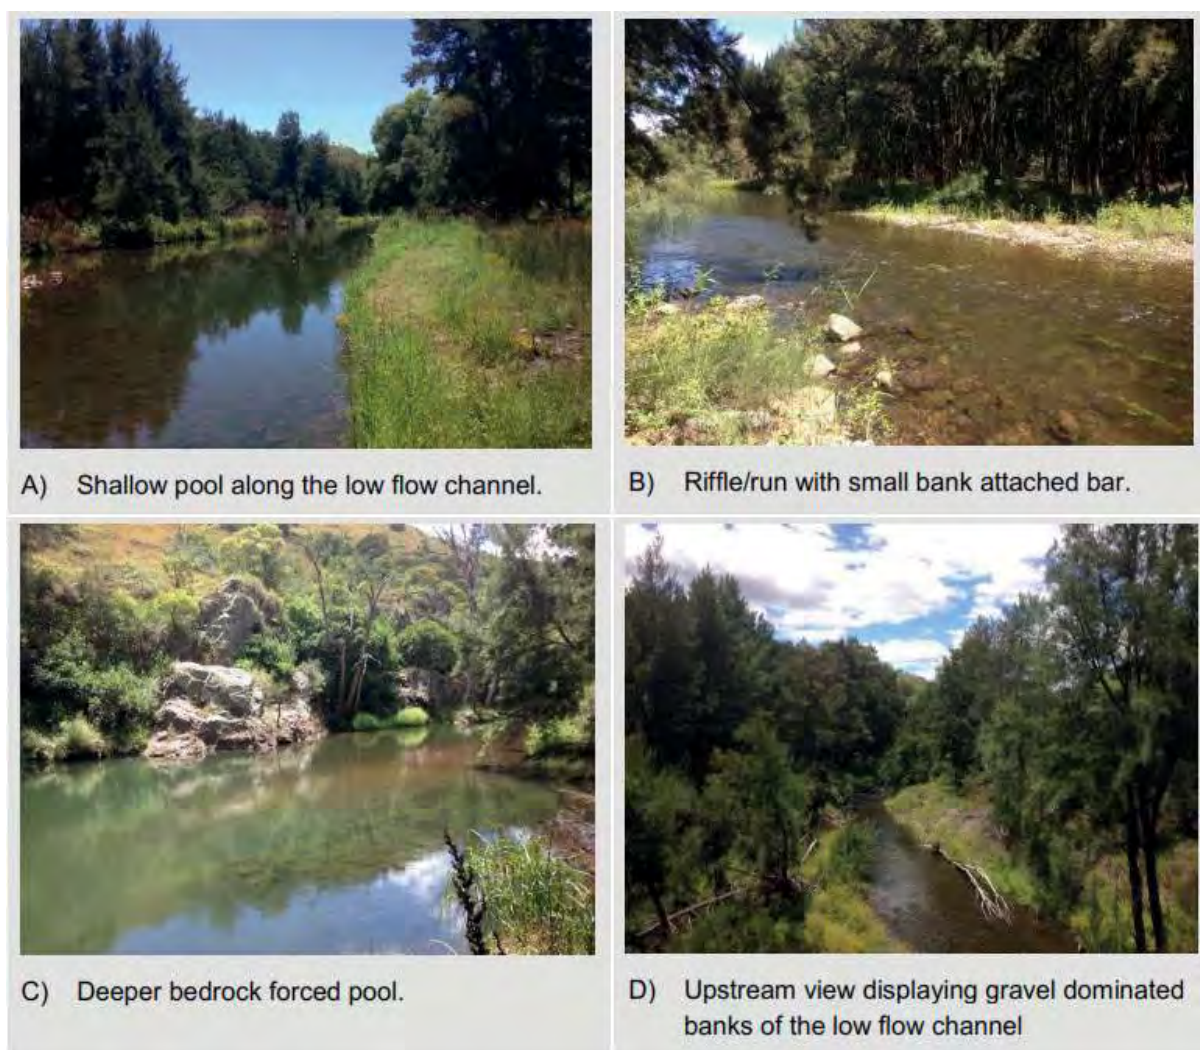 A) Shallow pool along the low flow channel.
B) Riffle/run with small bank attached bar.
C) Deeper bedrock forced pool.
D) Upstream view displaying gravel dominated
banks of the low flow channel